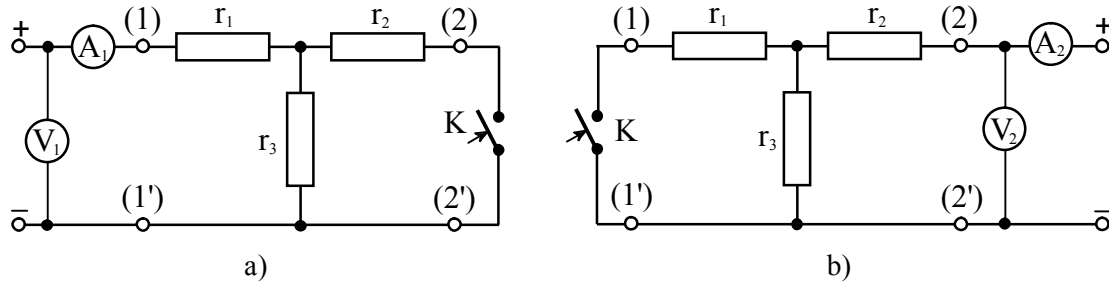 (1) r₁ r₂ (2) (1) r₁ r₂ (2)
+ A₁ A₂ +
V₁ r₃ K K r₃ V₂
(1') (2') (1') (2')
− −
a) b)